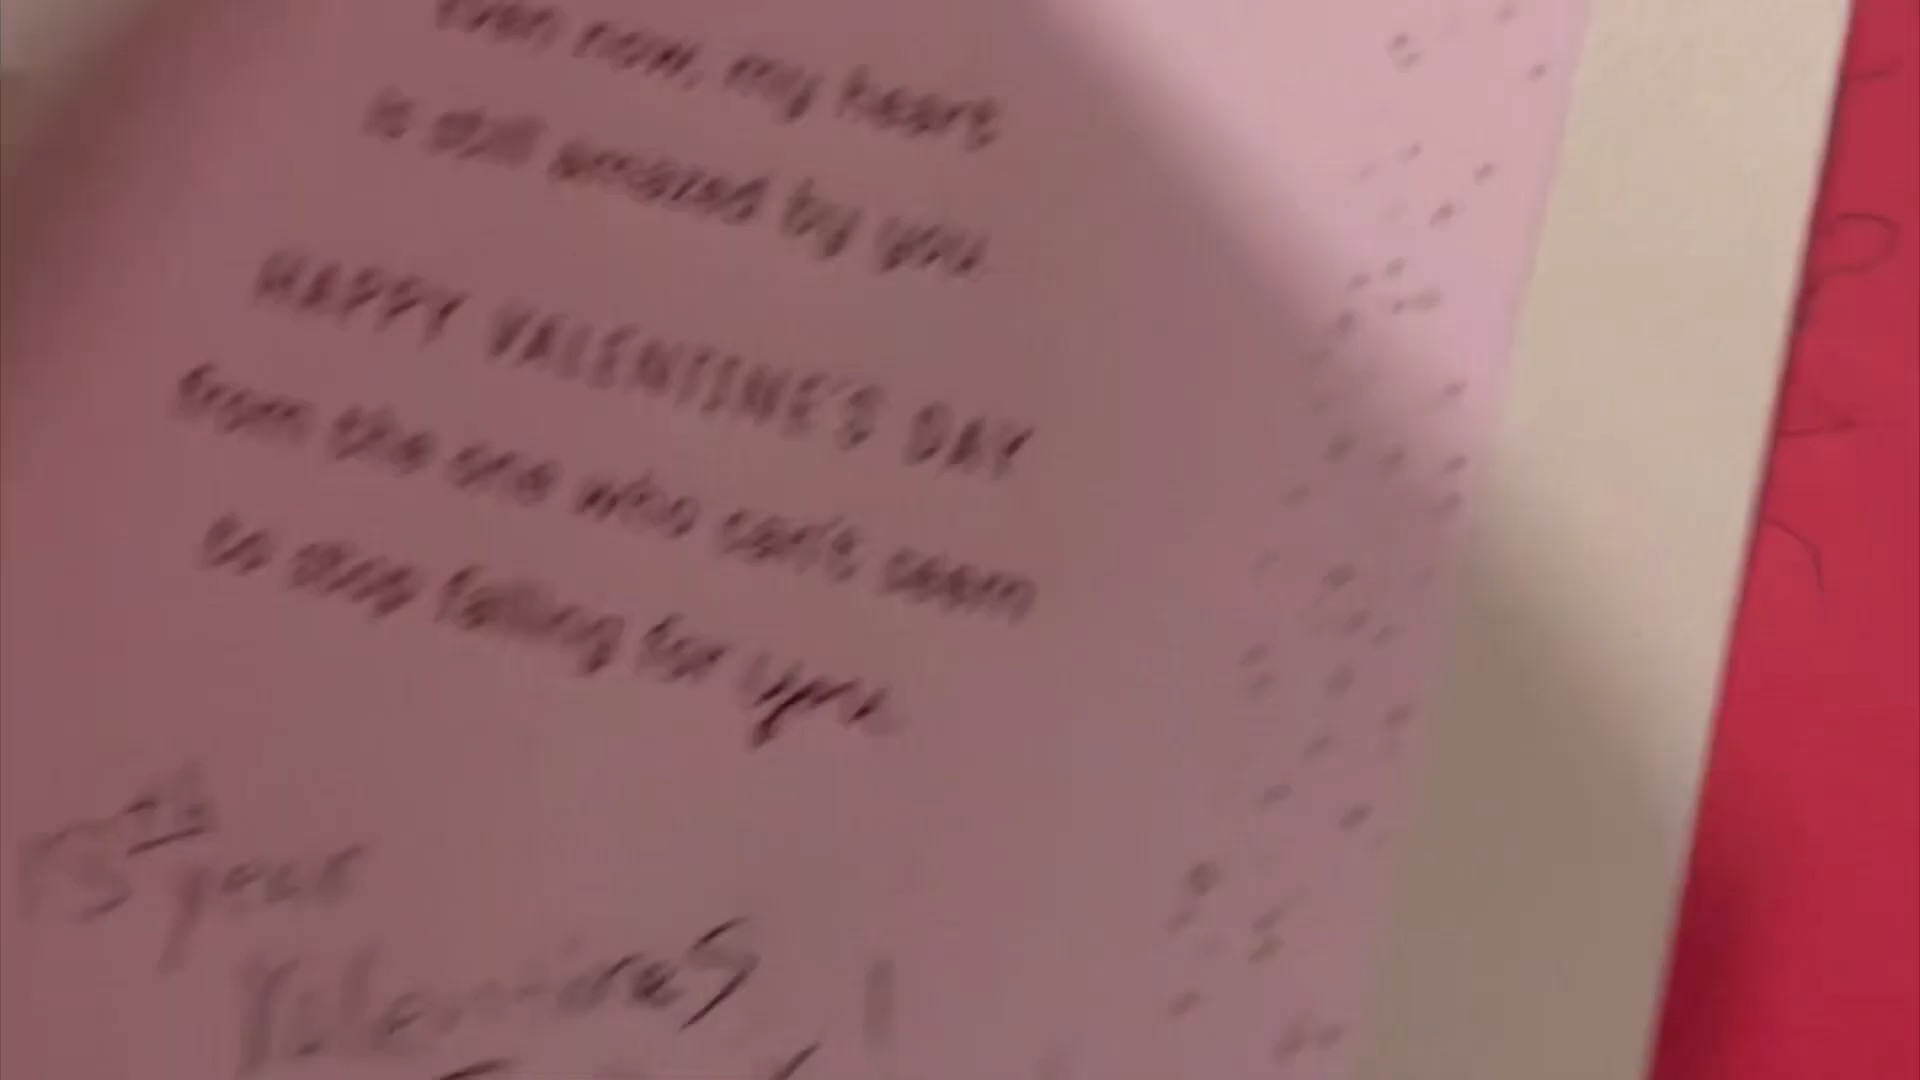 Even now, my heart
is still amazed by you
HAPPY VALENTINE'S DAY
from the one who can't seem
to stop falling for you.
year
Valentines